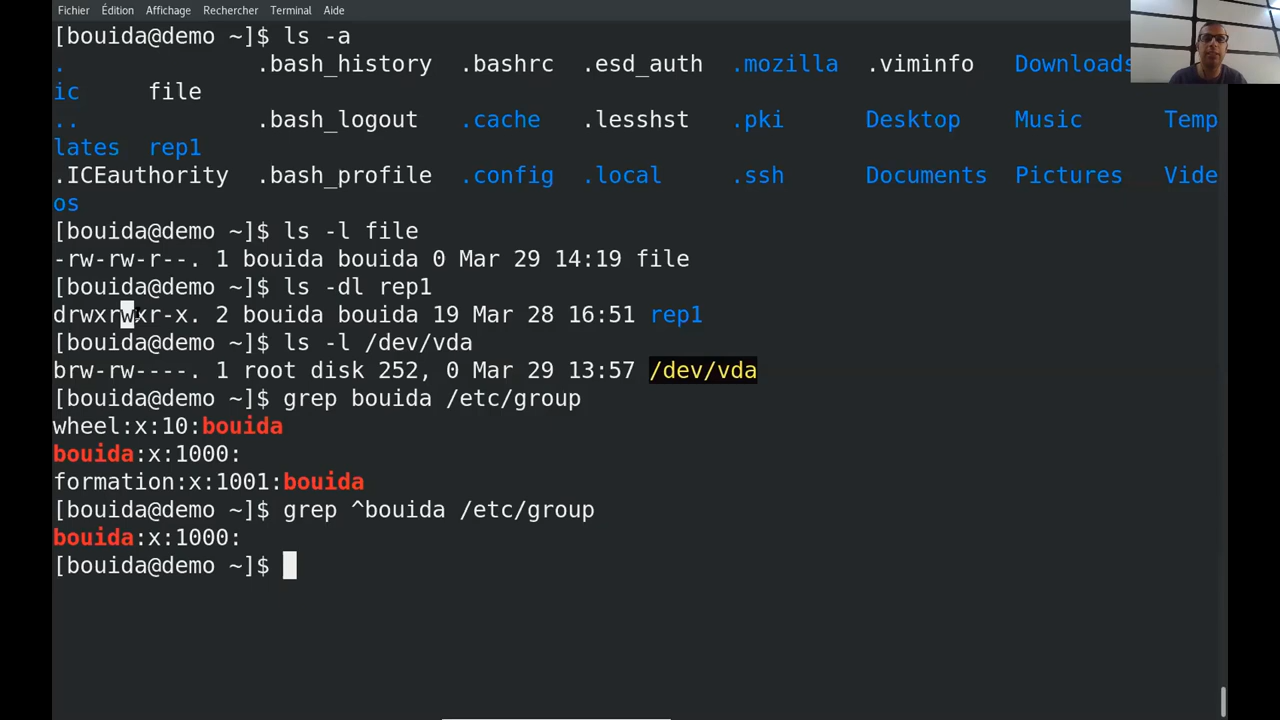 Fichier Édition Affichage Rechercher Terminal Aide
[bouida@demo ~]$ ls -a
. .bash_history .bashrc .esd_auth .mozilla .viminfo Downloads
ic file
.. .bash_logout .cache .lesshst .pki Desktop Music Temp
lates rep1
.ICEauthority .bash_profile .config .local .ssh Documents Pictures Vide
os
[bouida@demo ~]$ ls -l file
-rw-rw-r--. 1 bouida bouida 0 Mar 29 14:19 file
[bouida@demo ~]$ ls -dl rep1
drwxrwxr-x. 2 bouida bouida 19 Mar 28 16:51 rep1
[bouida@demo ~]$ ls -l /dev/vda
brw-rw----. 1 root disk 252, 0 Mar 29 13:57 /dev/vda
[bouida@demo ~]$ grep bouida /etc/group
wheel:x:10:bouida
bouida:x:1000:
formation:x:1001:bouida
[bouida@demo ~]$ grep ^bouida /etc/group
bouida:x:1000:
[bouida@demo ~]$